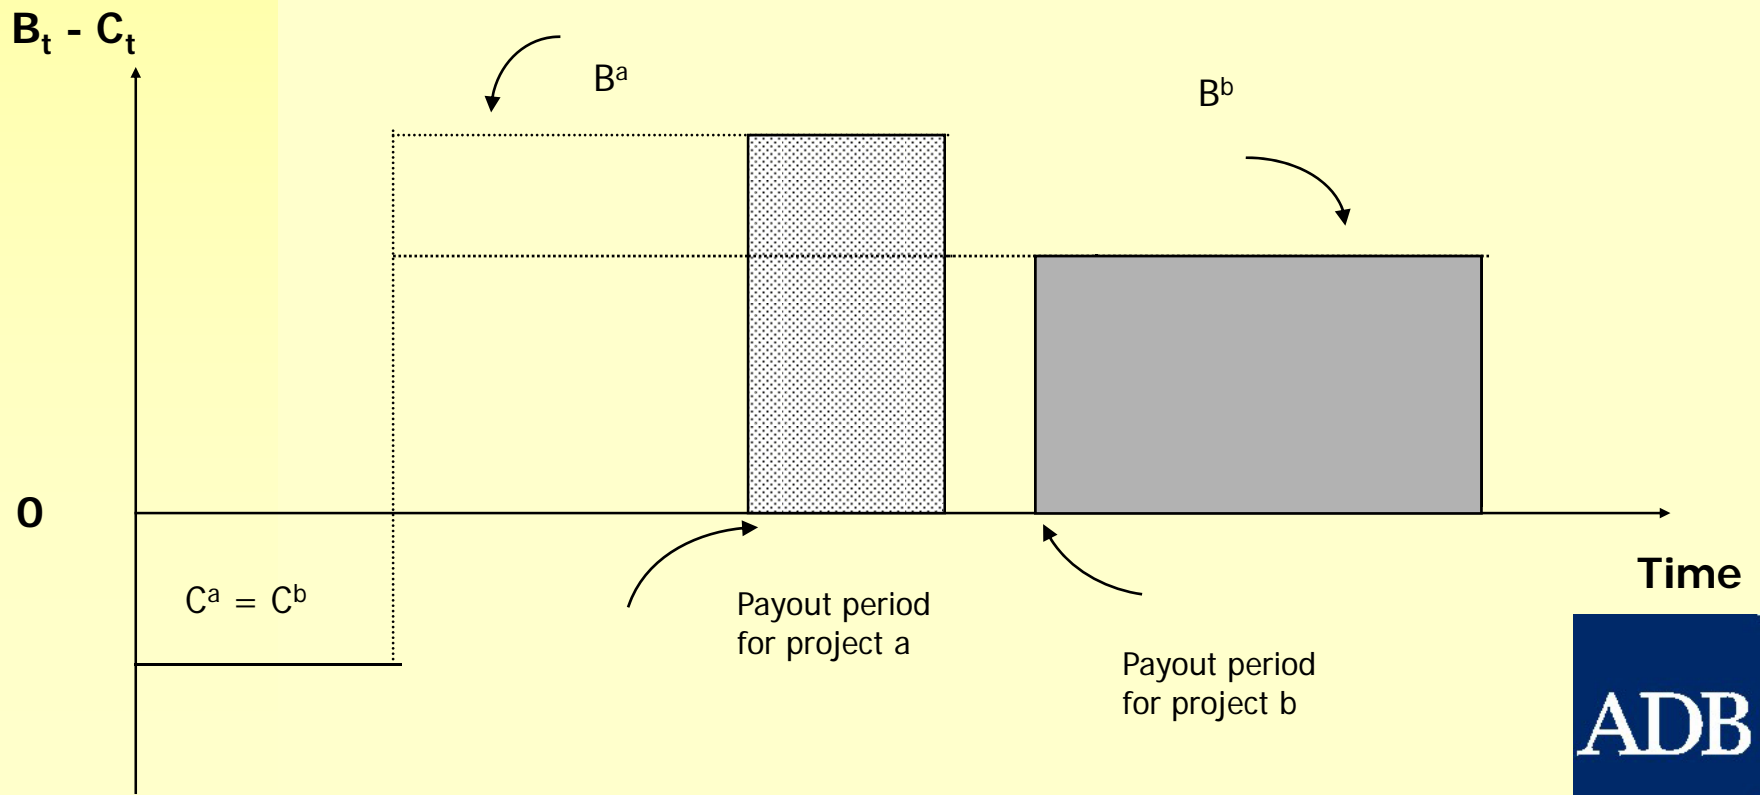 Bₜ - Cₜ
Bᵃ
Bᵇ
0
Time
Cᵃ = Cᵇ
Payout period
for project a
Payout period
for project b
ADB